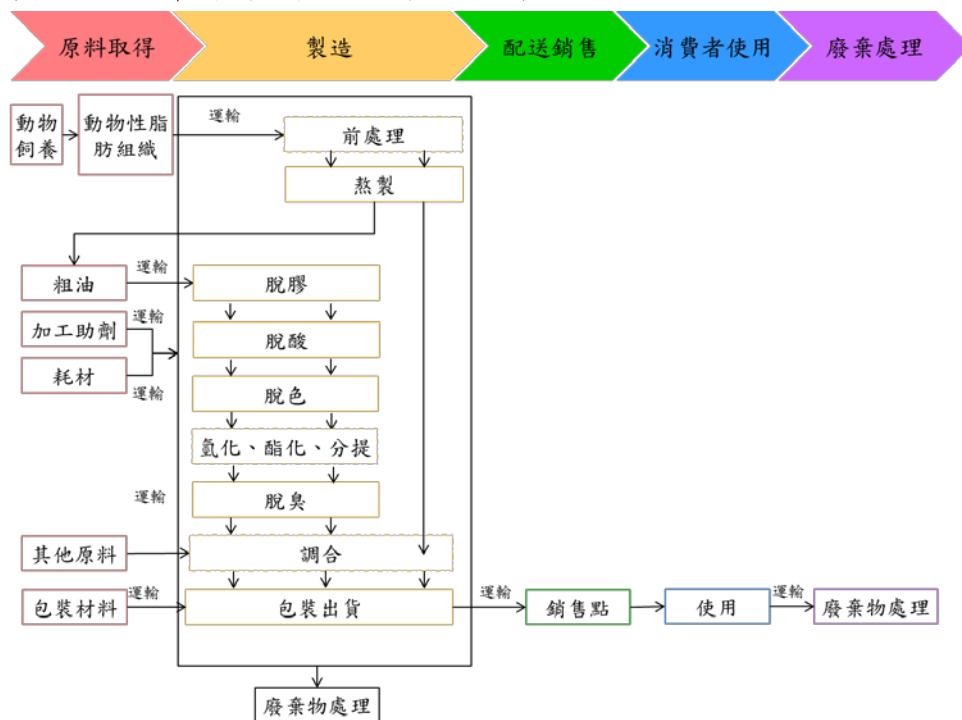 原料取得
製造
配送銷售
消費者使用
廢棄處理
動物
飼養
動物性脂
肪組織
運輸
前處理
熬製
粗油
運輸
脫膠
加工助劑
運輸
脫酸
耗材
運輸
脫色
氫化、酯化、分提
運輸
脫臭
其他原料
調合
包裝材料
運輸
包裝出貨
運輸
銷售點
使用
運輸
廢棄物處理
廢棄物處理